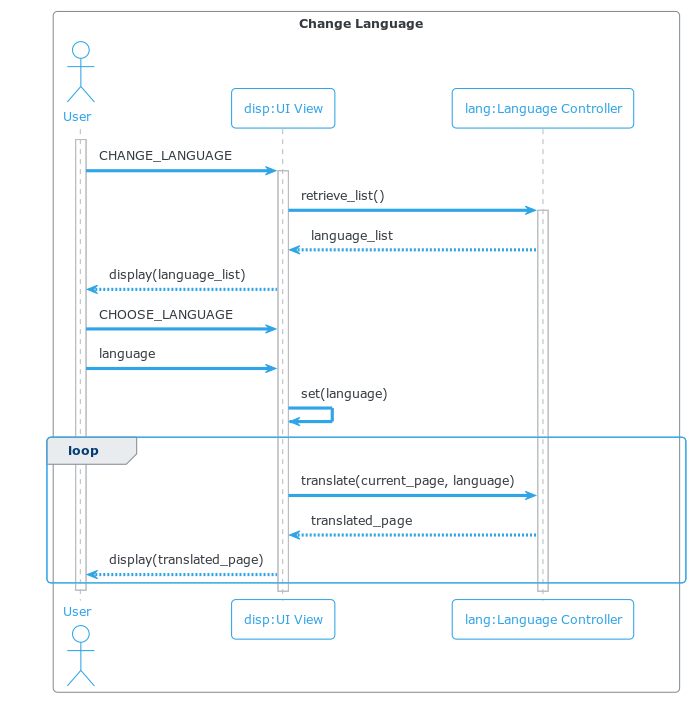 Change Language
User
disp:UI View
lang:Language Controller
CHANGE_LANGUAGE
retrieve_list()
language_list
display(language_list)
CHOOSE_LANGUAGE
language
set(language)
loop
translate(current_page, language)
translated_page
display(translated_page)
User
disp:UI View
lang:Language Controller